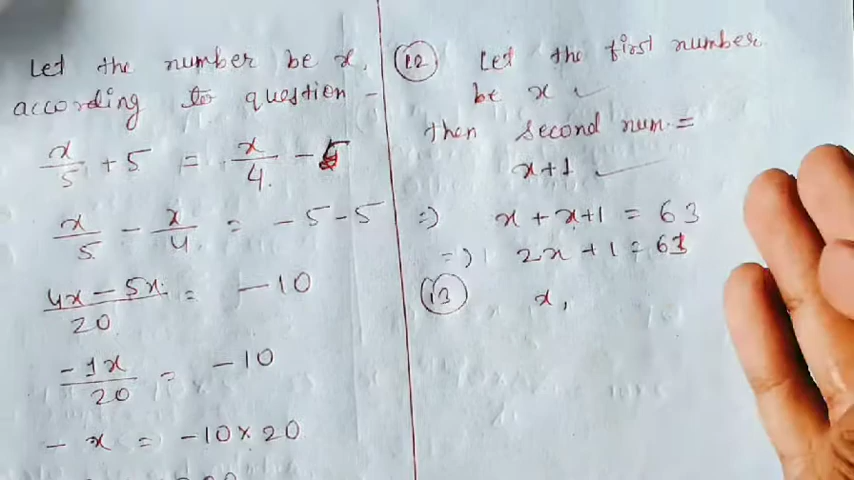 Let the number be x.
according to question -
x/5 + 5 = x/4 - 5
x/5 - x/4 = -5-5
4x-5x/20 = -10
-1x/20 = -10
- x = -10 x 20
12 Let the first number
be x
then second num. =
x+1
=) x + x+1 = 63
=) 2x + 1 = 63
13 x,